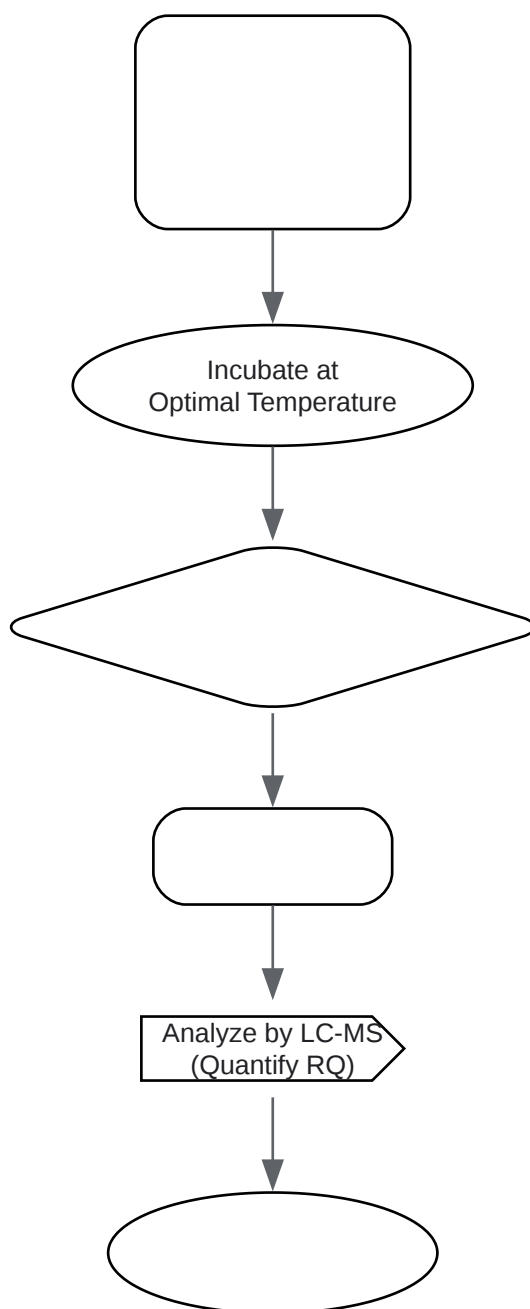 Incubate at
Optimal Temperature
Analyze by LC-MS
(Quantify RQ)